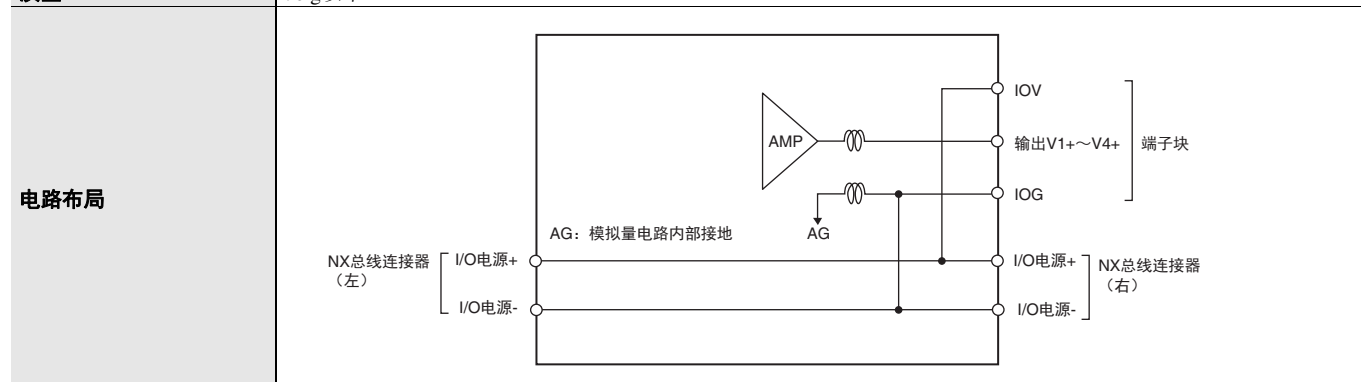 电路布局
AMP
IOV
输出V1+～V4+
端子块
IOG
AG：模拟量电路内部接地
AG
NX总线连接器
（左）
I/O电源+
I/O电源-
I/O电源+
I/O电源-
NX总线连接器
（右）